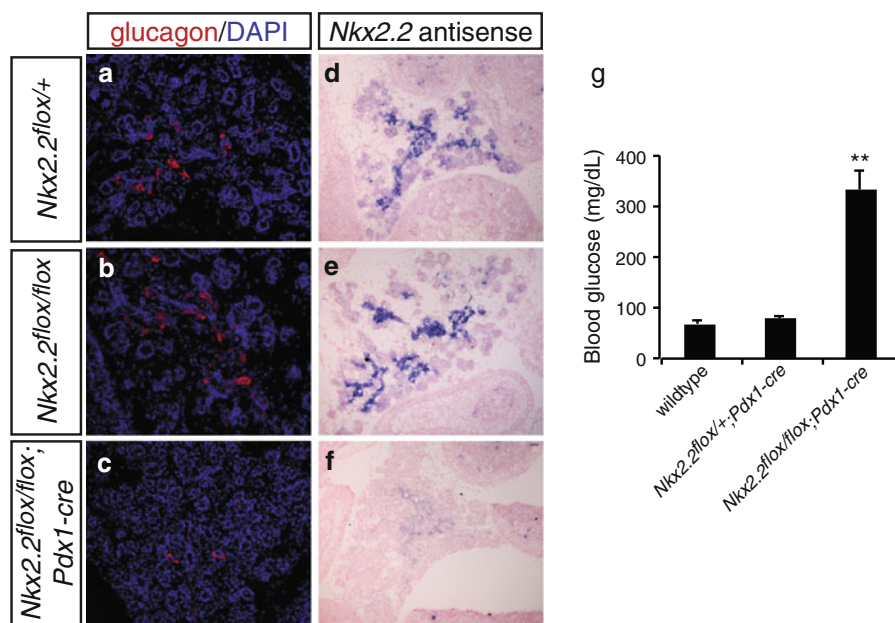 glucagon/DAPI
Nkx2.2 antisense
Nkx2.2flox/+
a
d
Nkx2.2flox/flox
b
e
Nkx2.2flox/flox;
Pdx1-cre
c
f
g
Blood glucose (mg/dL)
400
300
200
100
0
**
wildtype
Nkx2.2flox/+;Pdx1-cre
Nkx2.2flox/flox;Pdx1-cre